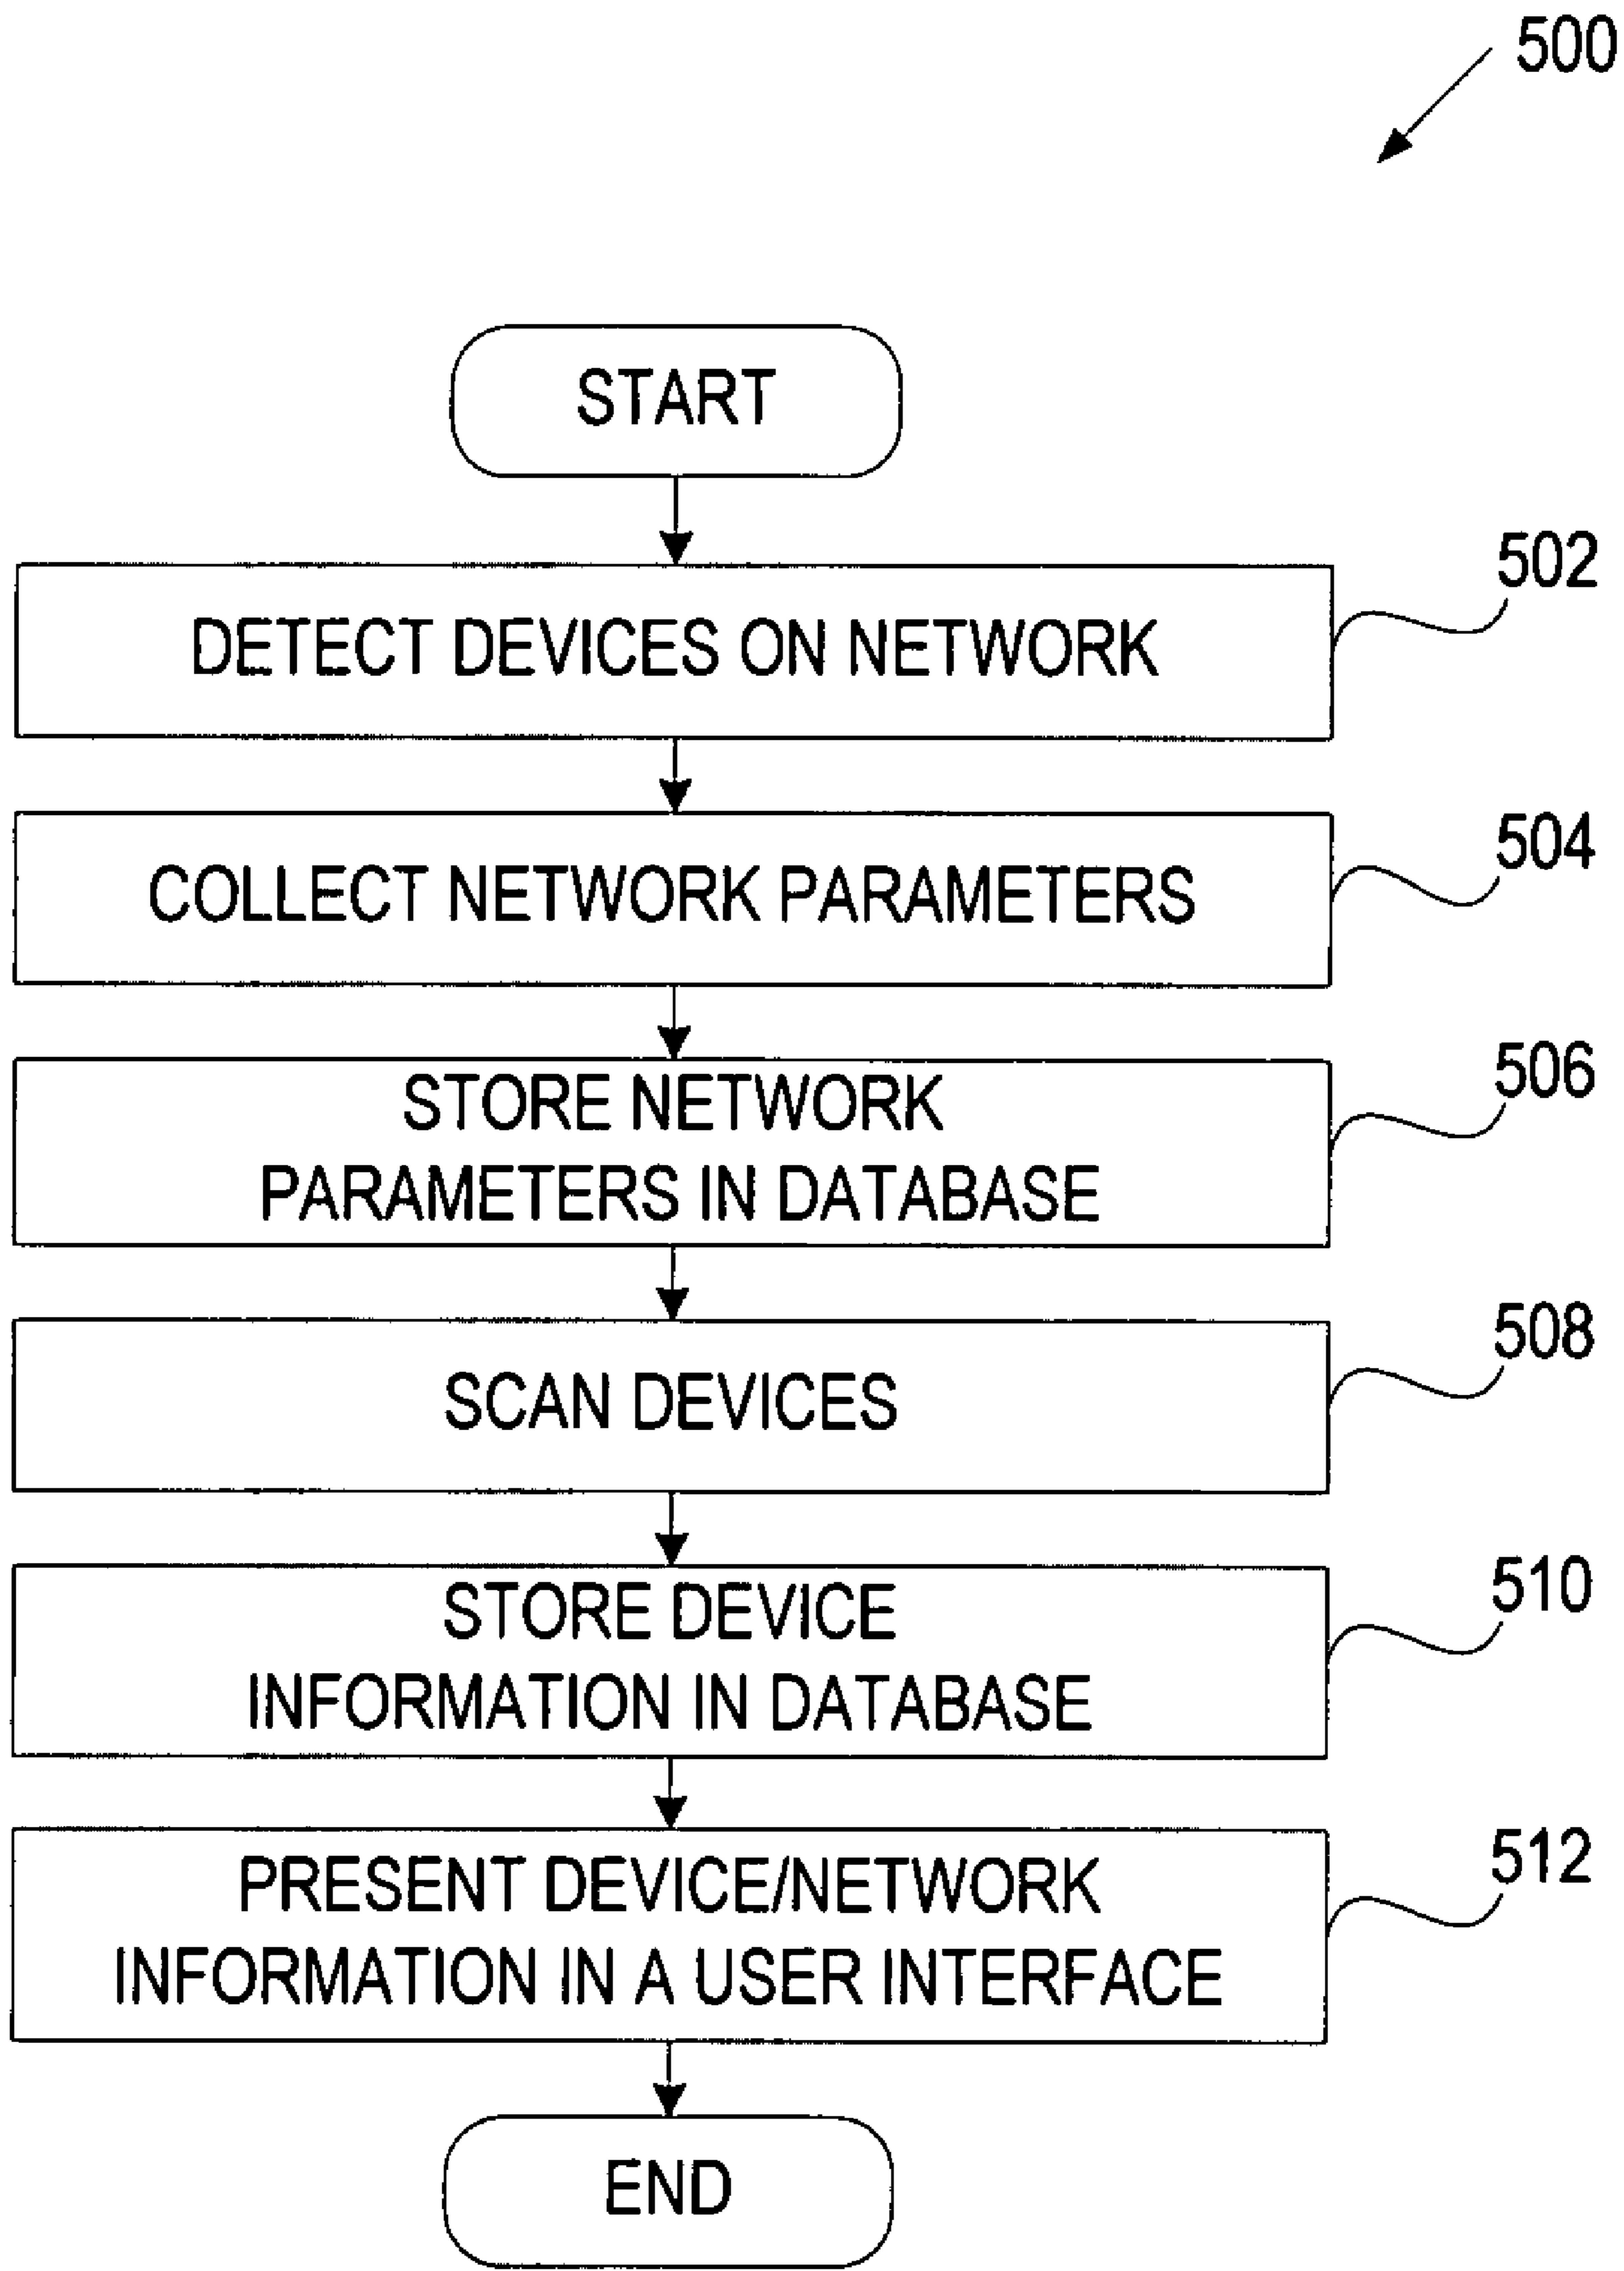 500
START
DETECT DEVICES ON NETWORK
502
COLLECT NETWORK PARAMETERS
504
STORE NETWORK
PARAMETERS IN DATABASE
506
SCAN DEVICES
508
STORE DEVICE
INFORMATION IN DATABASE
510
PRESENT DEVICE/NETWORK
INFORMATION IN A USER INTERFACE
512
END